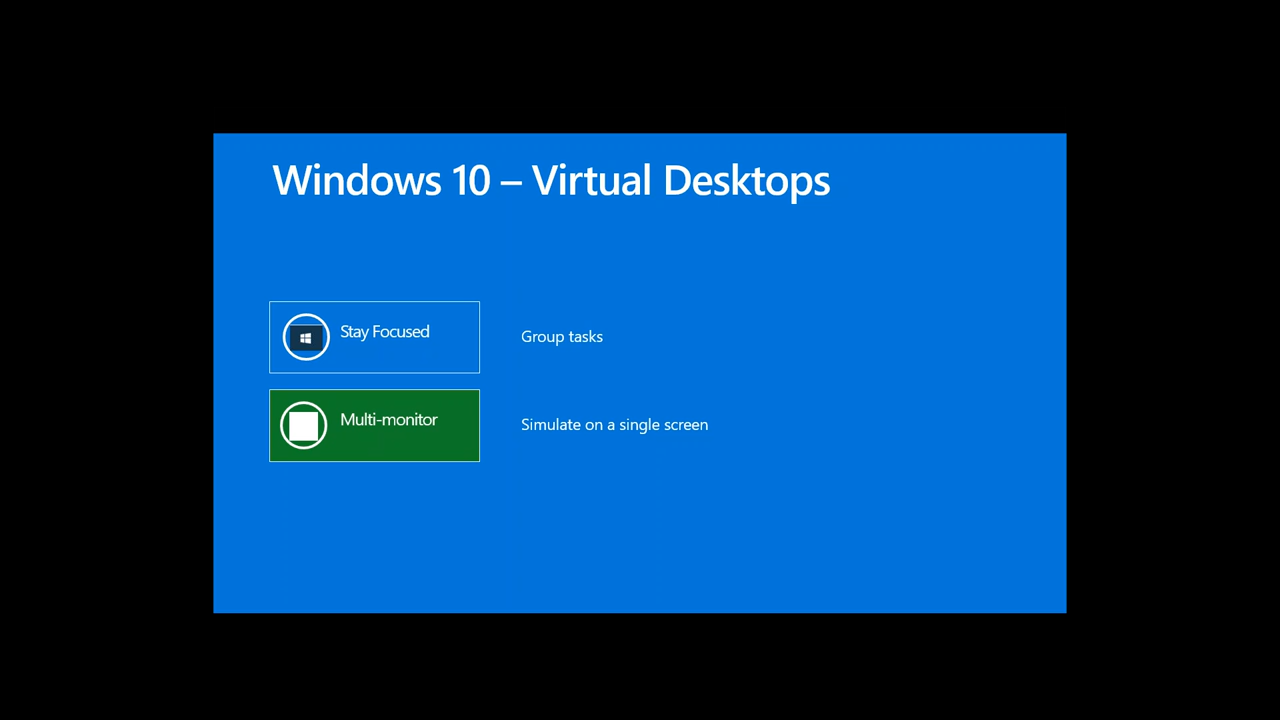 Windows 10 – Virtual Desktops
Stay Focused
Group tasks
Multi-monitor
Simulate on a single screen